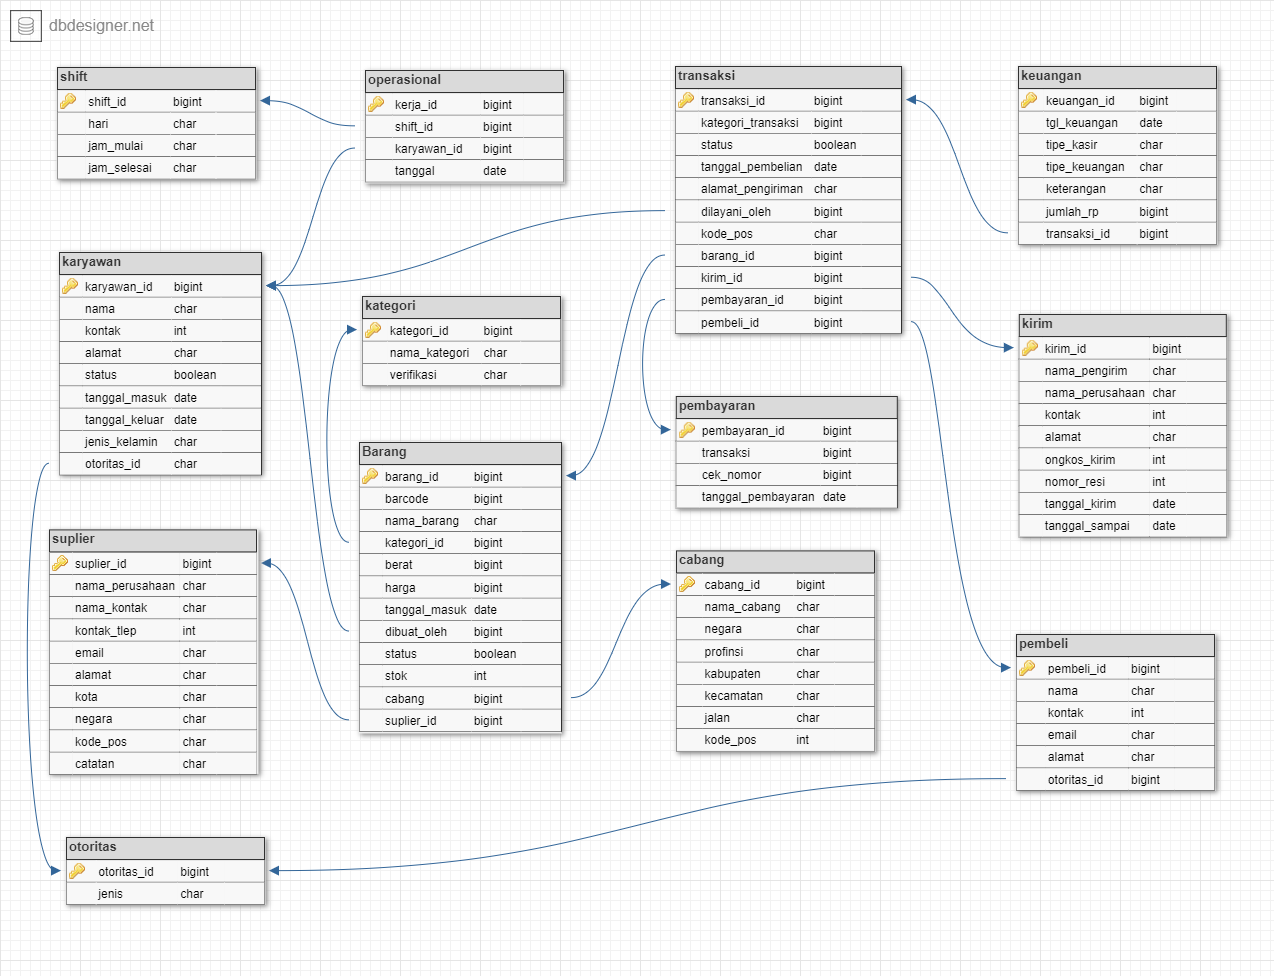 dbdesigner.net
shift
shift_id bigint
hari char
jam_mulai char
jam_selesai char
operasional
kerja_id bigint
shift_id bigint
karyawan_id bigint
tanggal date
transaksi
transaksi_id bigint
kategori_transaksi bigint
status boolean
tanggal_pembelian date
alamat_pengiriman char
dilayani_oleh bigint
kode_pos char
barang_id bigint
kirim_id bigint
pembayaran_id bigint
pembeli_id bigint
keuangan
keuangan_id bigint
tgl_keuangan date
tipe_kasir char
tipe_keuangan char
keterangan char
jumlah_rp bigint
transaksi_id bigint
karyawan
karyawan_id bigint
nama char
kontak int
alamat char
status boolean
tanggal_masuk date
tanggal_keluar date
jenis_kelamin char
otoritas_id char
kategori
kategori_id bigint
nama_kategori char
verifikasi char
kirim
kirim_id bigint
nama_pengirim char
nama_perusahaan char
kontak int
alamat char
ongkos_kirim int
nomor_resi int
tanggal_kirim date
tanggal_sampai date
pembayaran
pembayaran_id bigint
transaksi bigint
cek_nomor bigint
tanggal_pembayaran date
Barang
barang_id bigint
barcode bigint
nama_barang char
kategori_id bigint
berat bigint
harga bigint
tanggal_masuk date
dibuat_oleh bigint
status boolean
stok int
cabang bigint
suplier_id bigint
suplier
suplier_id bigint
nama_perusahaan char
nama_kontak char
kontak_tlep int
email char
alamat char
kota char
negara char
kode_pos char
catatan char
cabang
cabang_id bigint
nama_cabang char
negara char
profinsi char
kabupaten char
kecamatan char
jalan char
kode_pos int
pembeli
pembeli_id bigint
nama char
kontak int
email char
alamat char
otoritas_id bigint
otoritas
otoritas_id bigint
jenis char